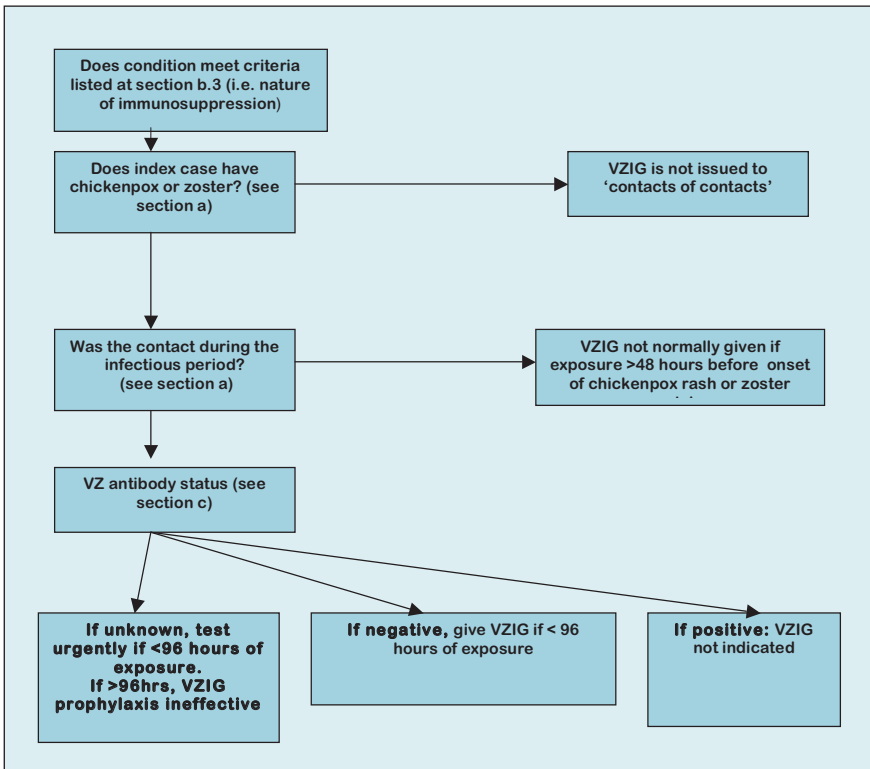 Does condition meet criteria
listed at section b.3 (i.e. nature
of immunosuppression)
Does index case have
chickenpox or zoster? (see
section a)
VZIG is not issued to
‘contacts of contacts’
Was the contact during the
infectious period?
(see section a)
VZIG not normally given if
exposure >48 hours before onset
of chickenpox rash or zoster
VZ antibody status (see
section c)
If unknown, test
urgently if <96 hours of
exposure.
If >96hrs, VZIG
prophylaxis ineffective
If negative, give VZIG if < 96
hours of exposure
If positive: VZIG
not indicated